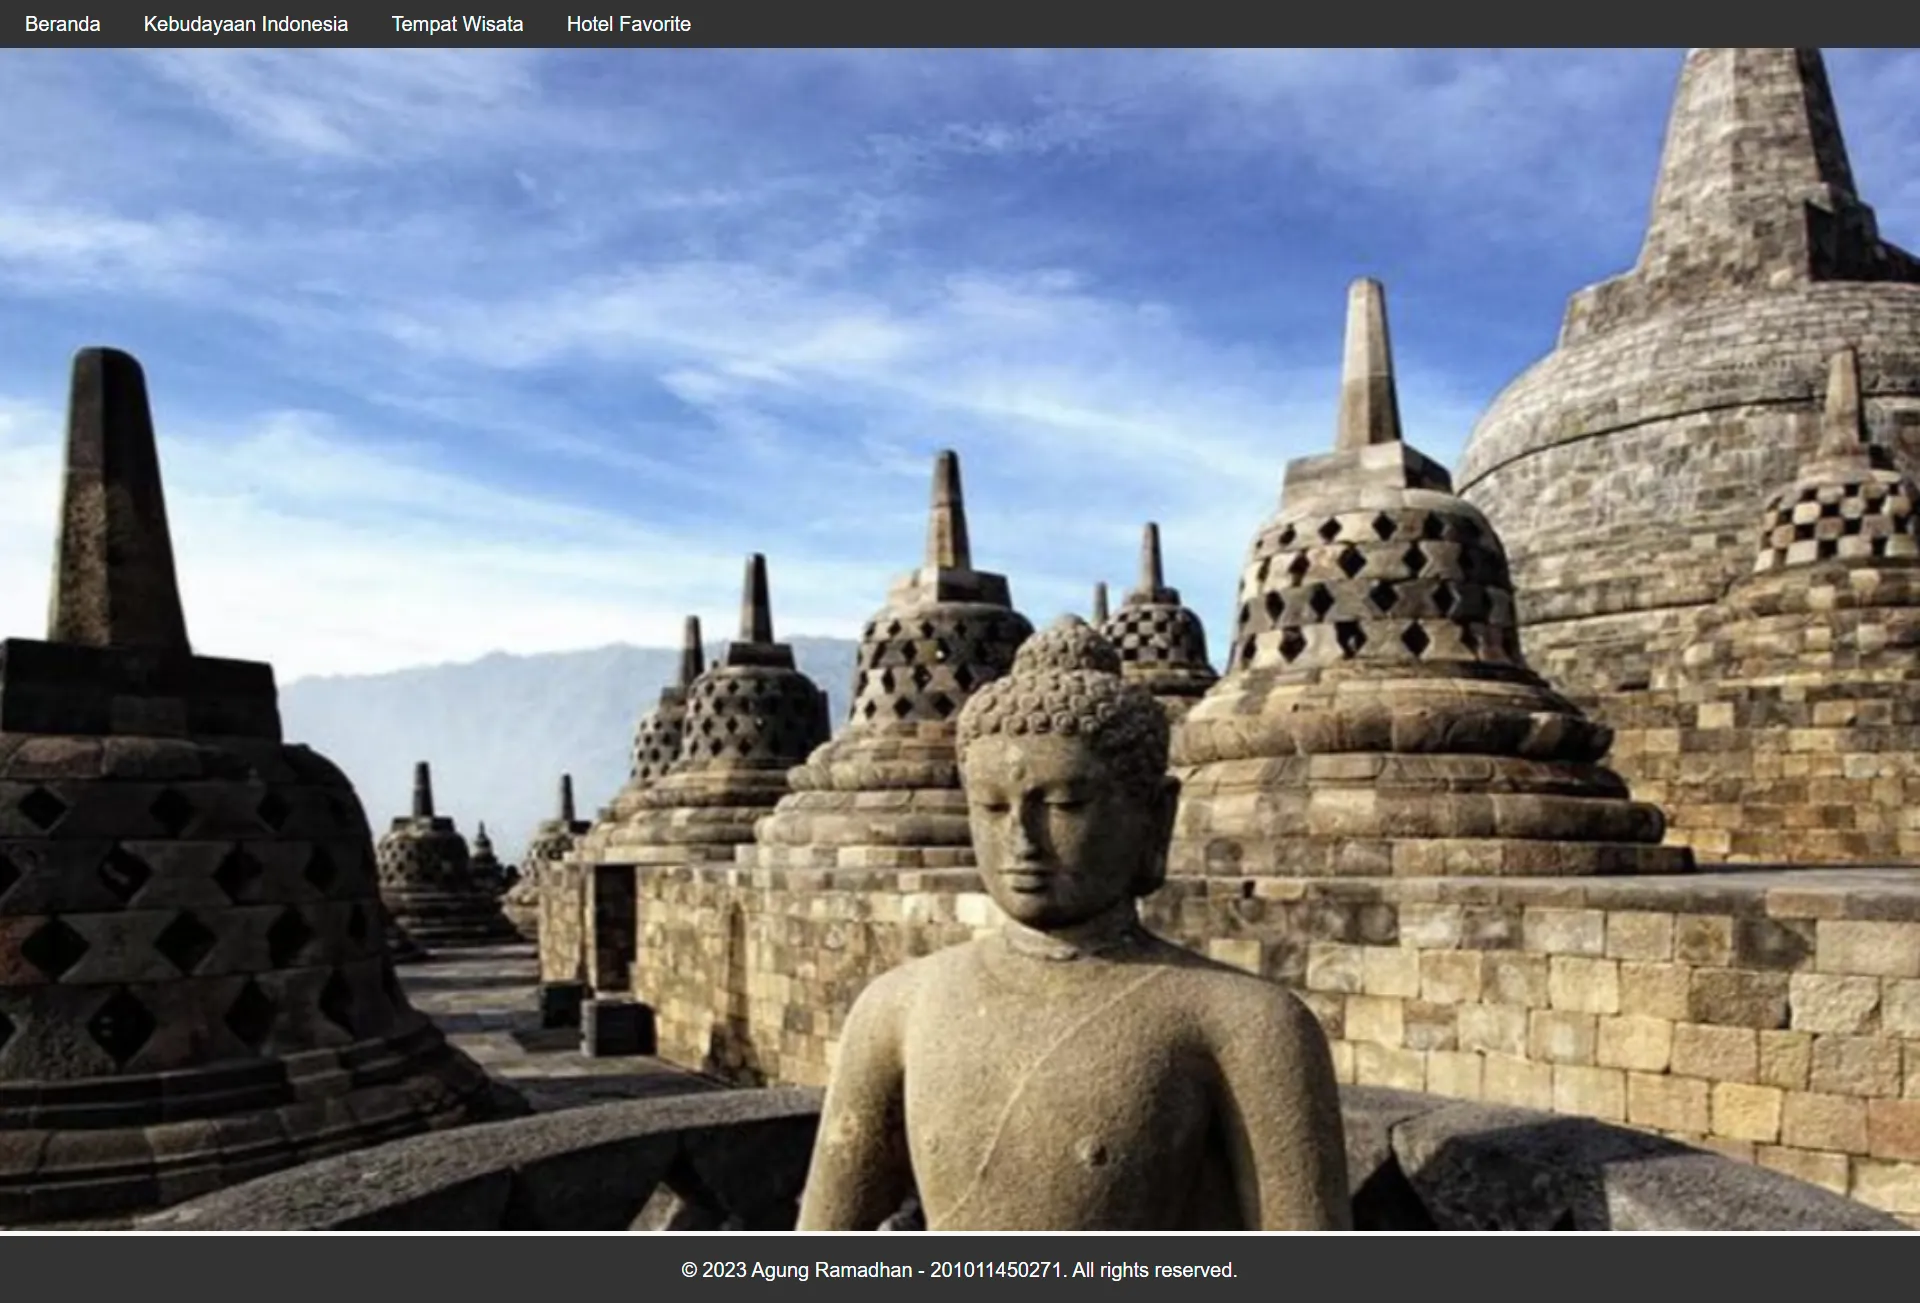 Beranda Kebudayaan Indonesia Tempat Wisata Hotel Favorite
© 2023 Agung Ramadhan - 201011450271. All rights reserved.